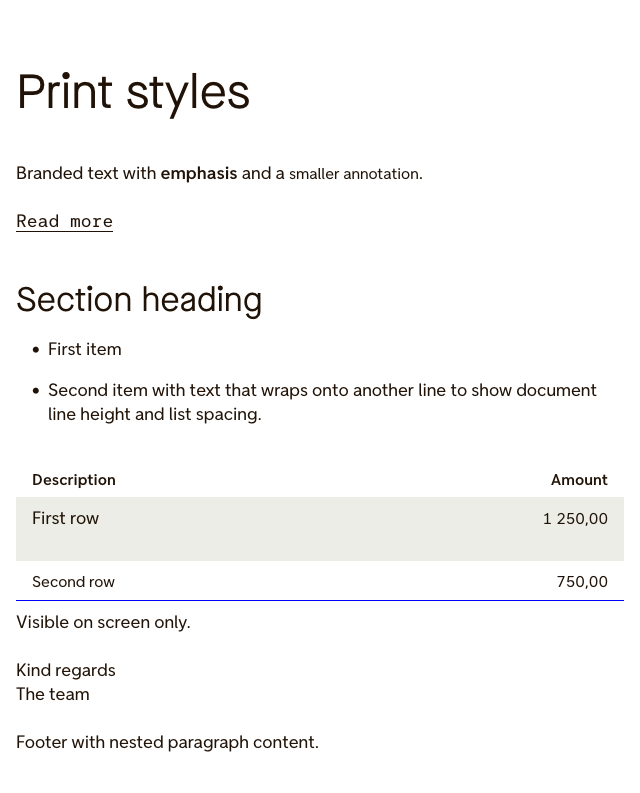 Print styles
Branded text with emphasis and a smaller annotation.
Read more
Section heading
• First item
• Second item with text that wraps onto another line to show document
line height and list spacing.
Description Amount
First row 1 250,00
Second row 750,00
Visible on screen only.
Kind regards
The team
Footer with nested paragraph content.